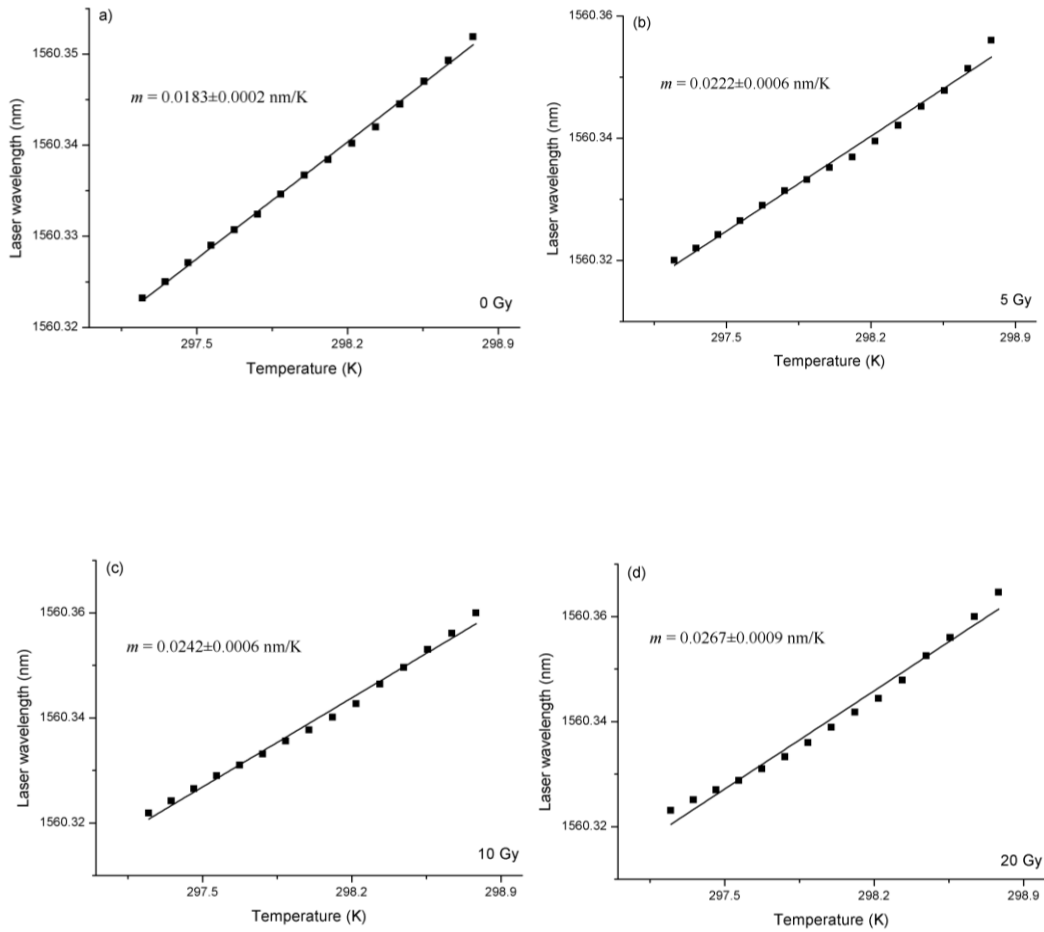 a)
1560.35
1560.34
1560.33
1560.32
Laser wavelength (nm)
m = 0.0183±0.0002 nm/K
0 Gy
297.5
298.2
298.9
Temperature (K)
(b)
1560.36
1560.34
1560.32
Laser wavelength (nm)
m = 0.0222±0.0006 nm/K
5 Gy
297.5
298.2
298.9
Temperature (K)
(c)
1560.36
1560.34
1560.32
Laser wavelength (nm)
m = 0.0242±0.0006 nm/K
10 Gy
297.5
298.2
298.9
Temperature (K)
(d)
1560.36
1560.34
1560.32
Laser wavelength (nm)
m = 0.0267±0.0009 nm/K
20 Gy
297.5
298.2
298.9
Temperature (K)